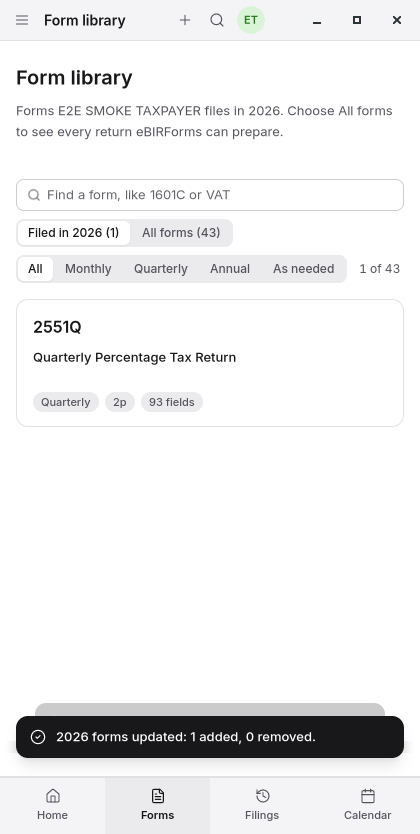 Form library
ET
Form library
Forms E2E SMOKE TAXPAYER files in 2026. Choose All forms
to see every return eBIRForms can prepare.
Find a form, like 1601C or VAT
Filed in 2026 (1) All forms (43)
All Monthly Quarterly Annual As needed 1 of 43
2551Q
Quarterly Percentage Tax Return
Quarterly 2p 93 fields
2026 forms updated: 1 added, 0 removed.
Home Forms Filings Calendar